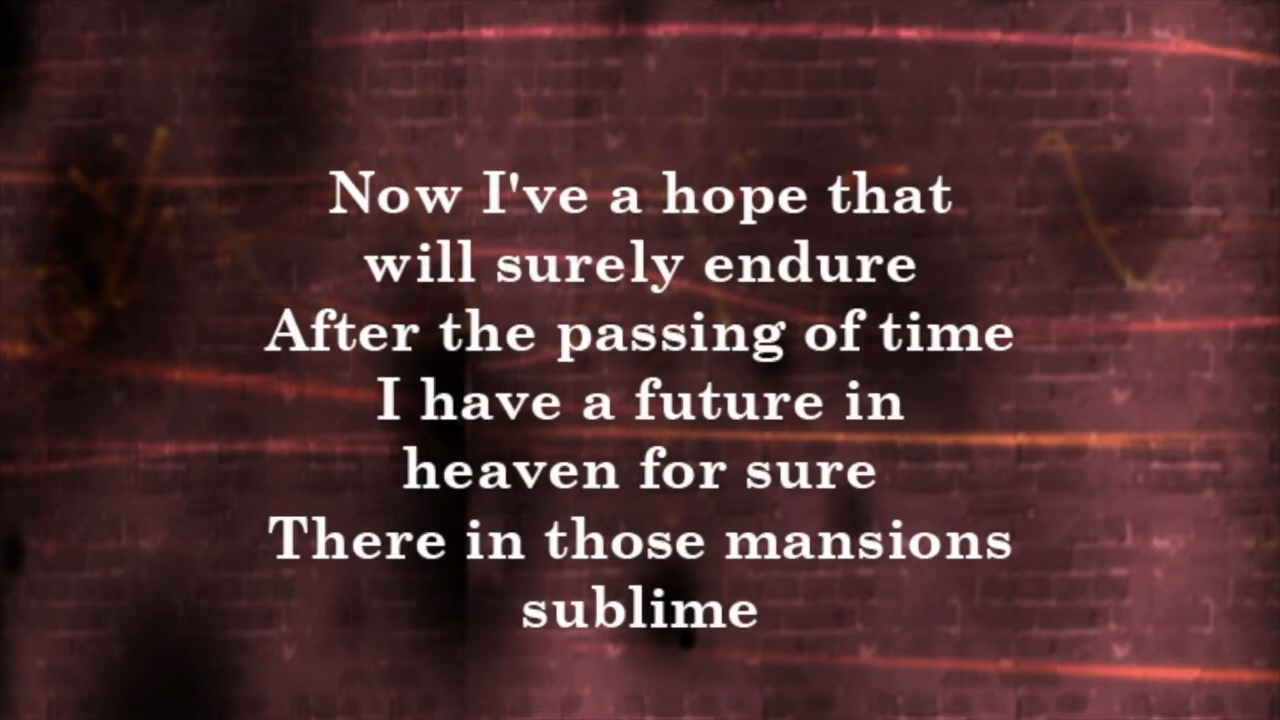 Now I've a hope that
will surely endure
After the passing of time
I have a future in
heaven for sure
There in those mansions
sublime